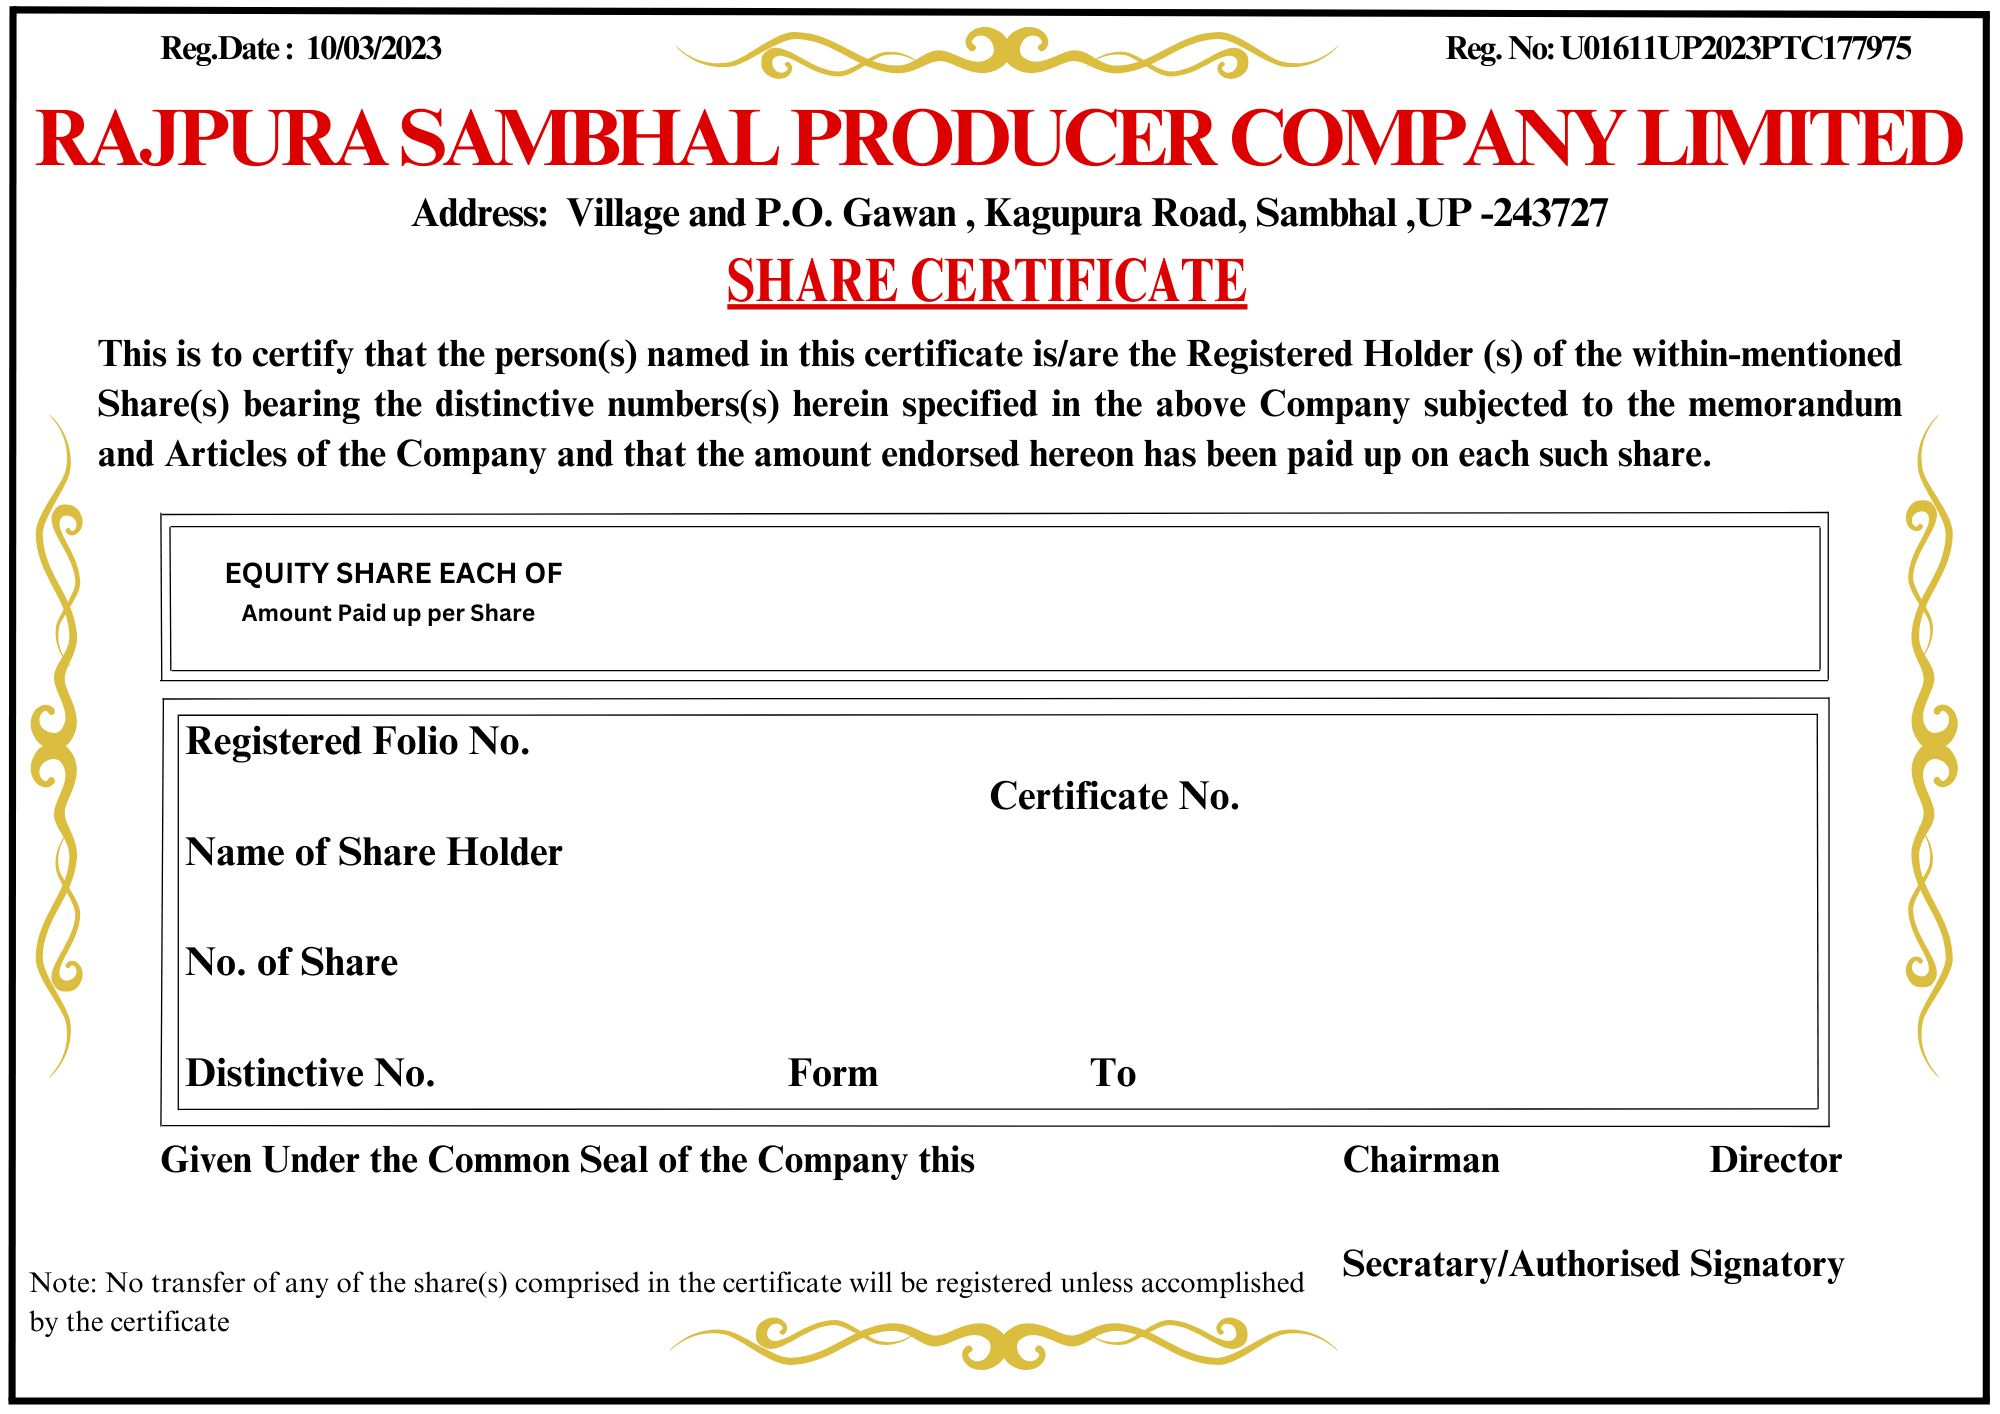 Reg.Date : 10/03/2023
Reg. No: U01611UP2023PTC177975
RAJPURA SAMBHAL PRODUCER COMPANY LIMITED
Address: Village and P.O. Gawan , Kagupura Road, Sambhal ,UP -243727
SHARE CERTIFICATE
This is to certify that the person(s) named in this certificate is/are the Registered Holder (s) of the within-mentioned
Share(s) bearing the distinctive numbers(s) herein specified in the above Company subjected to the memorandum
and Articles of the Company and that the amount endorsed hereon has been paid up on each such share.
EQUITY SHARE EACH OF
Amount Paid up per Share
Registered Folio No.
Certificate No.
Name of Share Holder
No. of Share
Distinctive No. Form To
Given Under the Common Seal of the Company this
Chairman Director
Secratary/Authorised Signatory
Note: No transfer of any of the share(s) comprised in the certificate will be registered unless accomplished
by the certificate